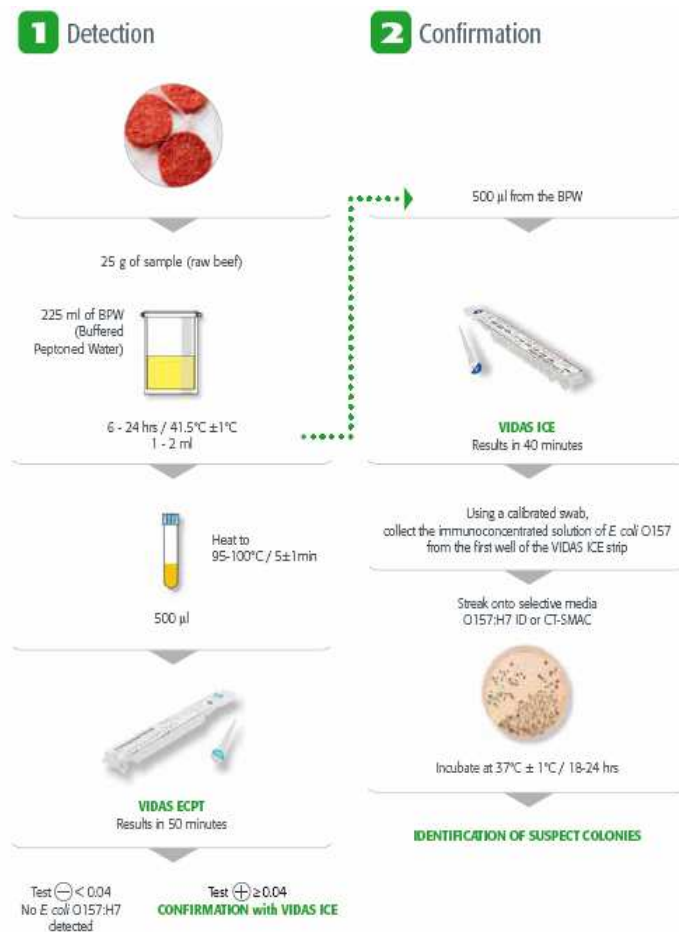 1 Detection
25 g of sample (raw beef)
225 ml of BPW
(Buffered
Peptoned Water)
6 - 24 hrs / 41.5°C ±1°C
1 - 2 ml
Heat to
95-100°C / 5±1min
500 µl
VIDAS ECPT
Results in 50 minutes
Test ⊖ < 0.04
No E coli O157:H7
detected
Test ⊕ ≥ 0.04
CONFIRMATION with VIDAS ICE
2 Confirmation
500 µl from the BPW
VIDAS ICE
Results in 40 minutes
Using a calibrated swab,
collect the immunoconcentrated solution of E coli O157
from the first well of the VIDAS ICE strip
Streak onto selective media
O157:H7 ID or CT-SMAC
Incubate at 37°C ± 1°C / 18-24 hrs
IDENTIFICATION OF SUSPECT COLONIES